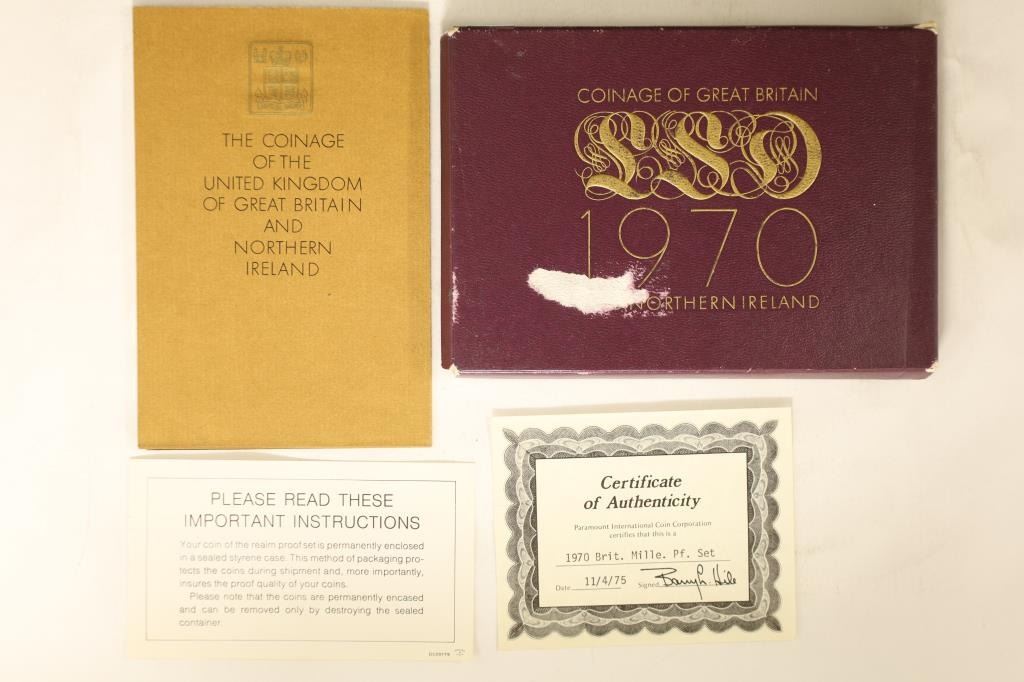 THE COINAGE
OF THE
UNITED KINGDOM
OF GREAT BRITAIN
AND
NORTHERN
IRELAND
COINAGE OF GREAT BRITAIN
LSD
1970
NORTHERN IRELAND
PLEASE READ THESE
IMPORTANT INSTRUCTIONS
Your coin of the realm proof set is permanently enclosed
in a sealed styrene case. This method of packaging pro-
tects the coins during shipment and, more importantly,
insures the proof quality of your coins.
Please note that the coins are permanently encased
and can be removed only by destroying the sealed
container.
Certificate
of Authenticity
Paramount International Coin Corporation
certifies that this is a
1970 Brit. Mille. Pf. Set
Date 11/4/75 Signed